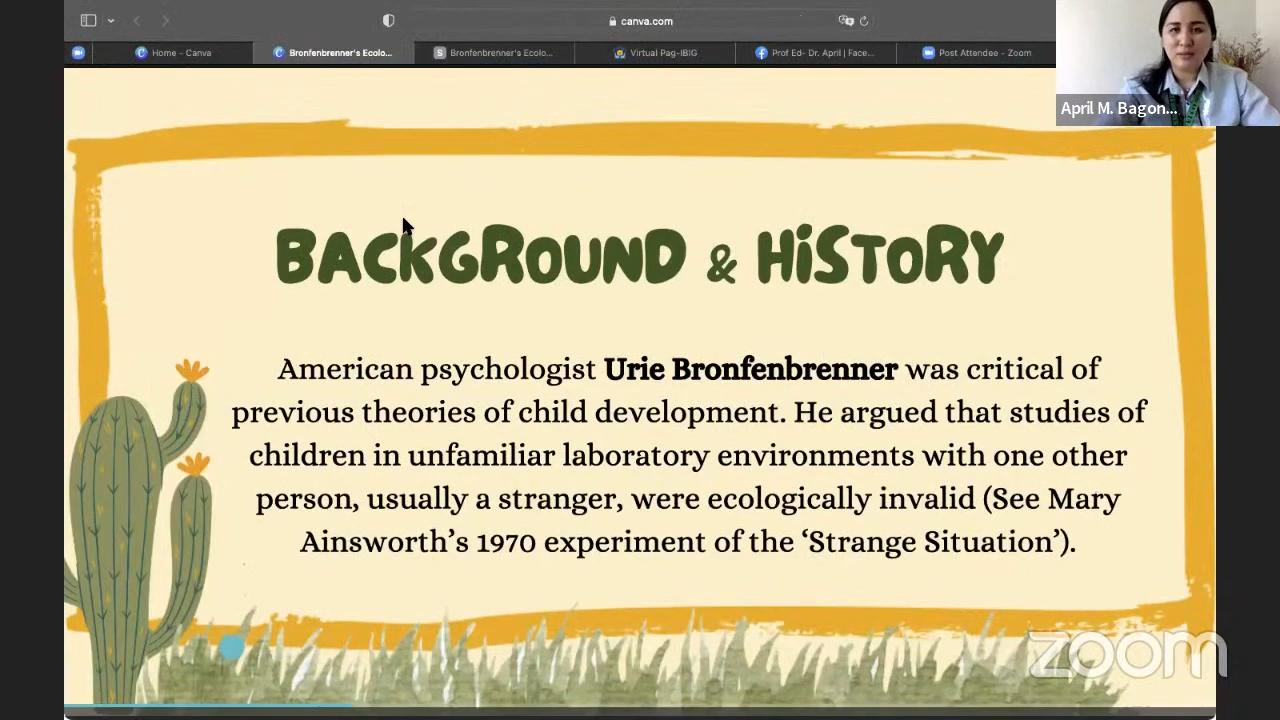 canva.com
Home – Canva
Bronfenbrenner's Ecolo...
S
Bronfenbrenner's Ecolo...
Virtual Pag-IBIG
Prof Ed- Dr. April | Face...
Post Attendee - Zoom
April M. Bagon...
BACKGROUND & HiSTORY
American psychologist Urie Bronfenbrenner was critical of
previous theories of child development. He argued that studies of
children in unfamiliar laboratory environments with one other
person, usually a stranger, were ecologically invalid (See Mary
Ainsworth’s 1970 experiment of the ‘Strange Situation’).
zoom